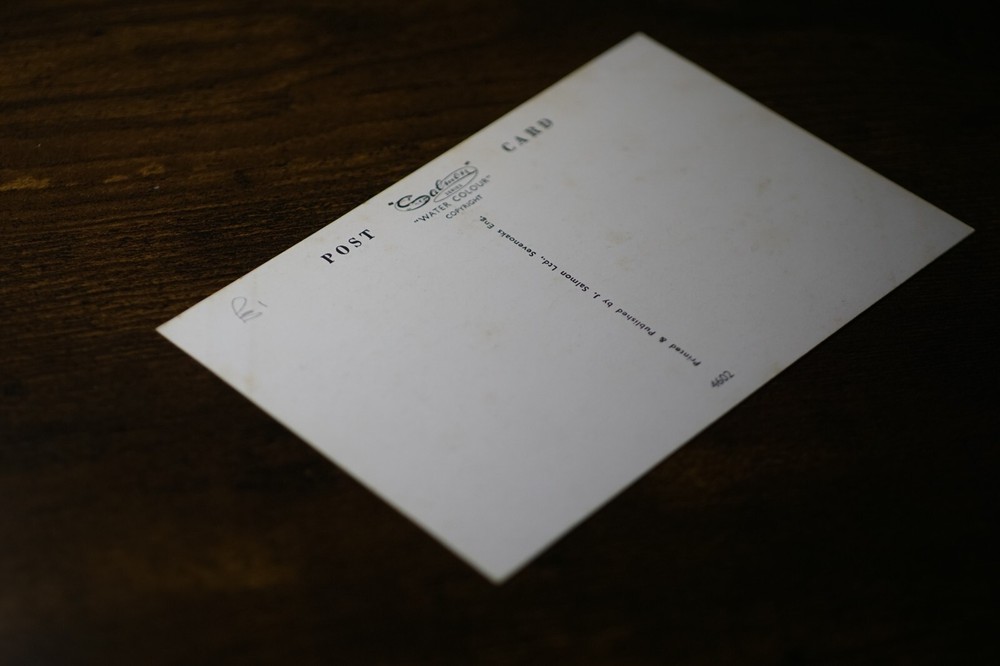 POST CARD
"Salmon"
SERIES
"WATER COLOUR"
COPYRIGHT
Printed & Published by J. Salmon Ltd., Sevenoaks Eng.
4602